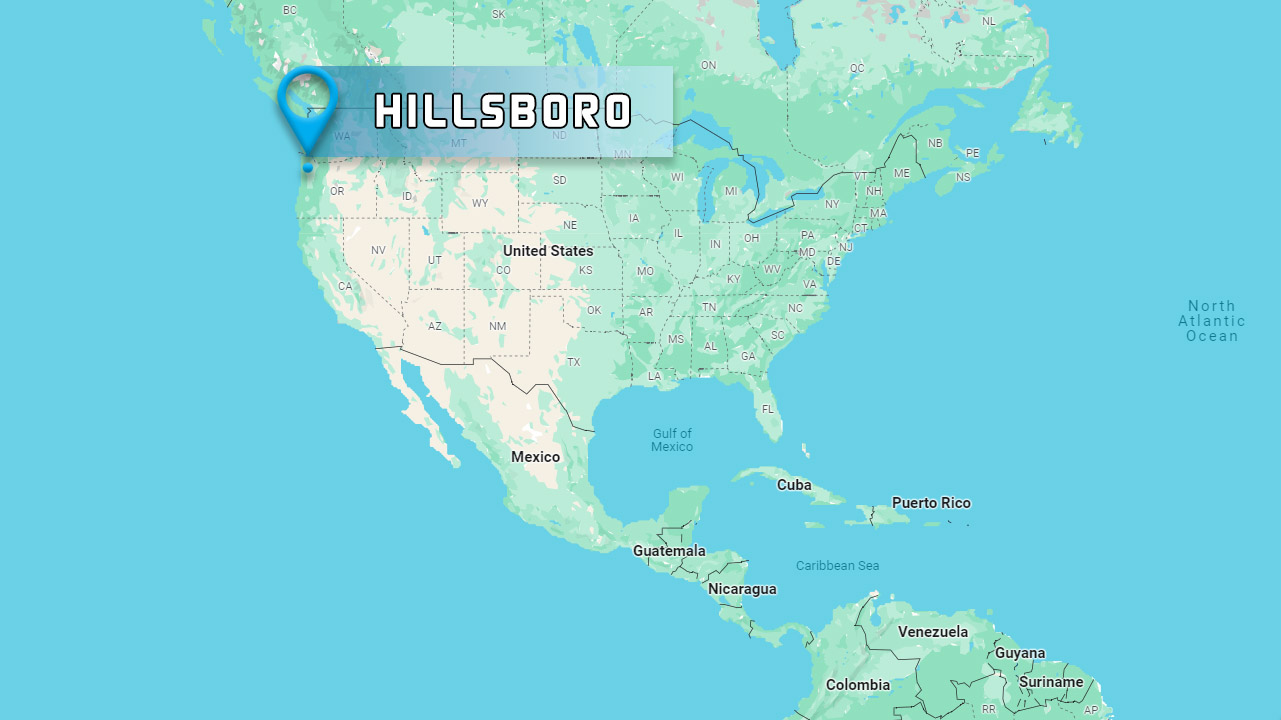 BC
SK
NL
ON
QC
HILLSBORO
WA
MT
ND
MN
NB
PE
NS
ME
VT
NH
MA
CT
NY
WI
MI
SD
OR
ID
WY
NE
IA
IL
IN
OH
PA
NJ
MD
DE
United States
NV
UT
CO
KS
MO
KY
WV
VA
CA
AZ
NM
OK
AR
TN
NC
SC
MS
AL
GA
TX
LA
FL
North
Atlantic
Ocean
Gulf of
Mexico
Mexico
Cuba
Puerto Rico
Guatemala
Caribbean Sea
Nicaragua
Venezuela
Guyana
Colombia
Suriname
RR
AP